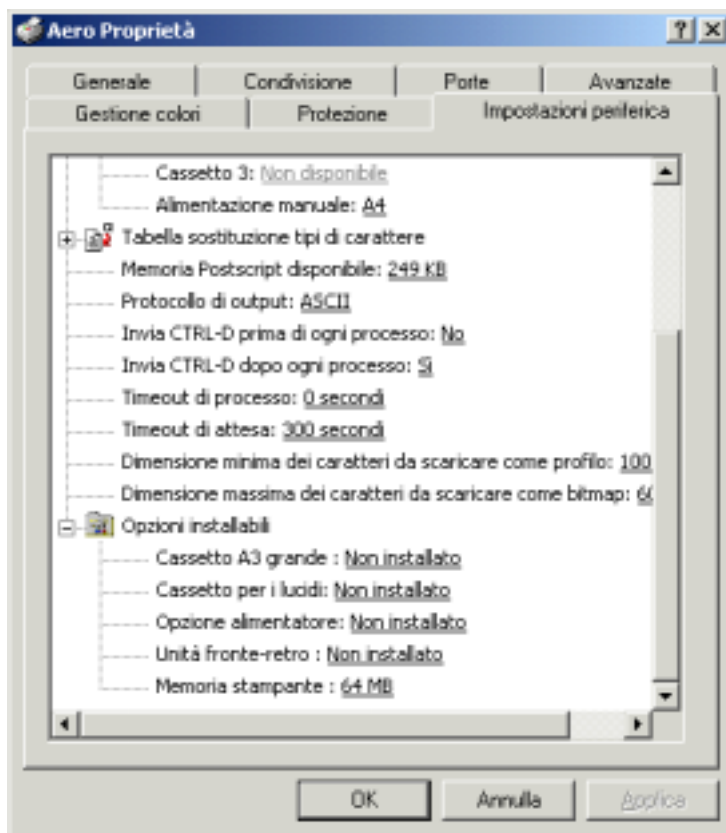 Aero Proprietà
Generale Condivisione Porte Avanzate
Gestione colori Protezione Impostazioni periferica
Cassetto 3: Non disponibile
Alimentazione manuale: A4
Tabella sostituzione tipi di carattere
Memoria Postscript disponibile: 249 KB
Protocollo di output: ASCII
Invia CTRL-D prima di ogni processo: No
Invia CTRL-D dopo ogni processo: Sì
Timeout di processo: 0 secondi
Timeout di attesa: 300 secondi
Dimensione minima dei caratteri da scaricare come profilo: 100
Dimensione massima dei caratteri da scaricare come bitmap:
Opzioni installabili
Cassetto A3 grande : Non installato
Cassetto per i lucidi: Non installato
Opzione alimentatore: Non installato
Unità fronte-retro : Non installato
Memoria stampante : 64 MB
OK Annulla Applica